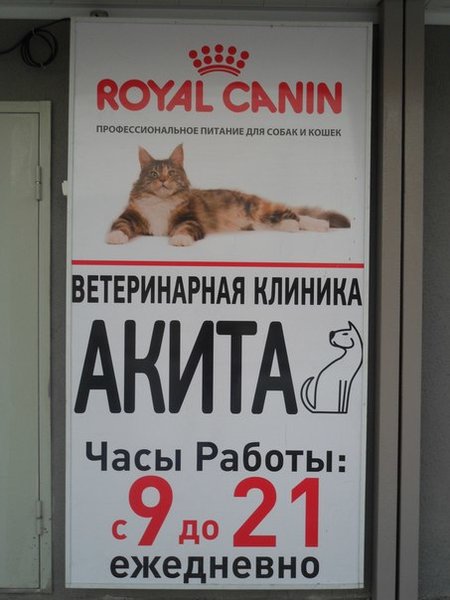 ROYAL CANIN
ПРОФЕССИОНАЛЬНОЕ ПИТАНИЕ ДЛЯ СОБАК И КОШЕК
ВЕТЕРИНАРНАЯ КЛИНИКА
АКИТА
Часы Работы:
с 9 до 21
ежедневно